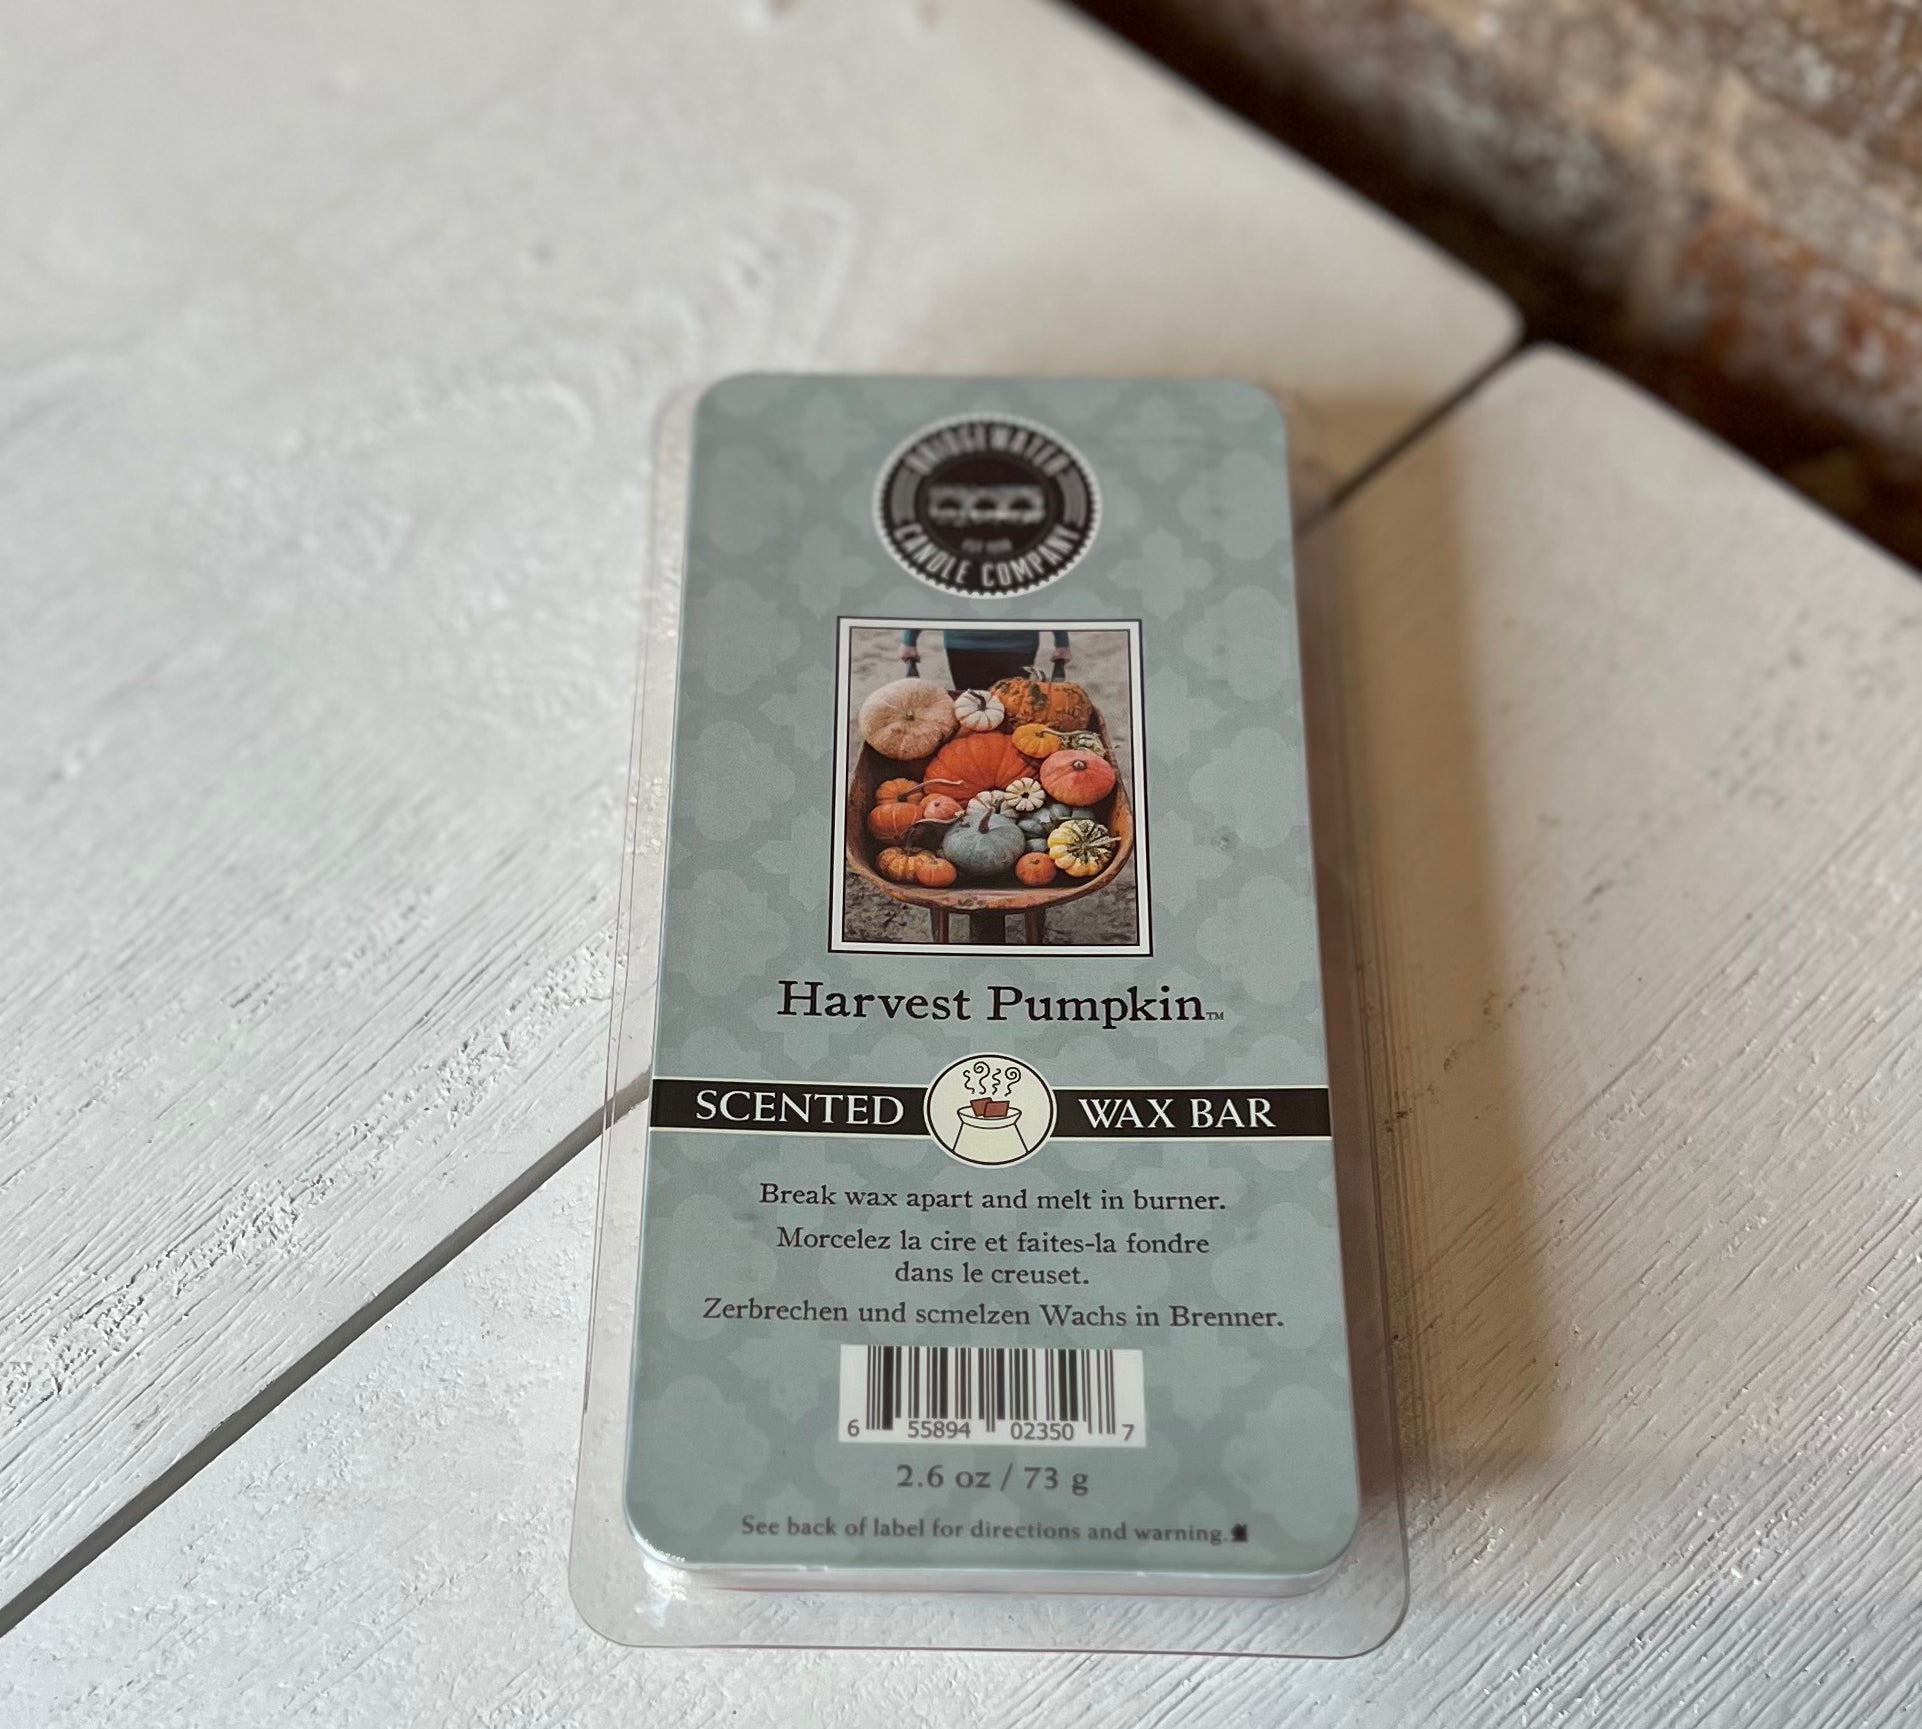 BRIDGEWATER
CANDLE COMPANY
Harvest Pumpkin™
SCENTED WAX BAR
Break wax apart and melt in burner.
Morcelez la cire et faites-la fondre
dans le creuset.
Zerbrechen und scmelzen Wachs in Brenner.
6 55894 02350 7
2.6 oz / 73 g
See back of label for directions and warning.